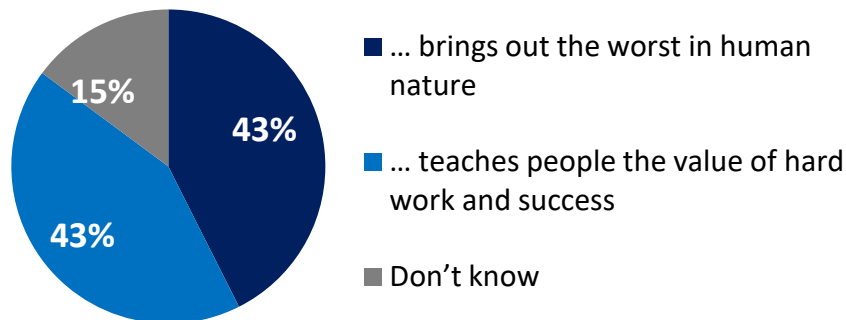 43%
43%
15%
… brings out the worst in human
nature
… teaches people the value of hard
work and success
Don’t know